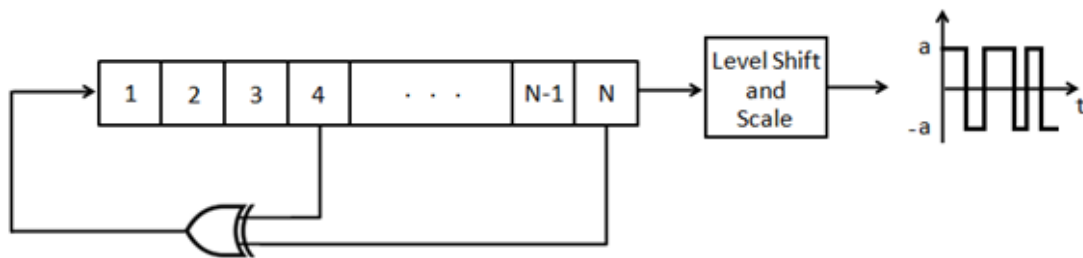 1 2 3 4 . . . N-1 N
Level Shift
and
Scale
a
-a
t